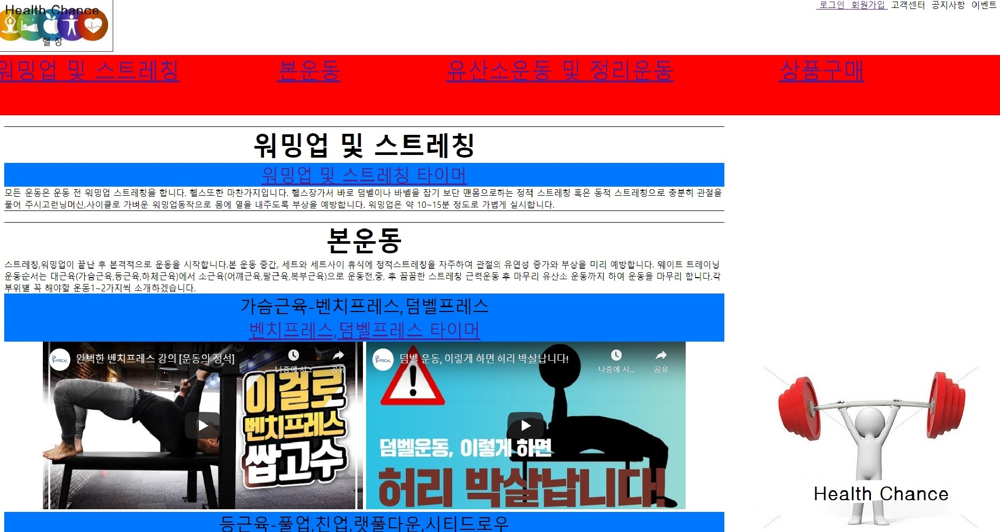 Health Chance
헬 창
로그인 회원가입 고객센터 공지사항 이벤트
워밍업 및 스트레칭 본운동 유산소운동 및 정리운동 상품구매
워밍업 및 스트레칭
워밍업 및 스트레칭 타이머
모든 운동은 운동 전 워밍업 스트레칭을 합니다. 헬스또한 마찬가지입니다. 헬스장가서 바로 덤벨이나 바벨을 잡기 보단 맨몸으로하는 정적 스트레칭 혹은 동적 스트레칭으로 충분히 관절을
풀어 주시고런닝머신,사이클로 가벼운 워밍업동작으로 몸에 열을 내주도록 부상을 예방합니다. 워밍업은 약 10~15분 정도로 가볍게 실시합니다.
본운동
스트레칭,워밍업이 끝난 후 본격적으로 운동을 시작합니다.본 운동 중간, 세트와 세트사이 휴식에 정적스트레칭을 자주하여 관절의 유연성 증가와 부상을 미리 예방합니다. 웨이트 트레이닝
운동순서는 대근육(가슴근육,등근육,하체근육)에서 소근육(어꺠근육,팔근육,복부근육)으로 운동전,중, 후 꼼꼼한 스트레칭 근력운동 후 마무리 유산소 운동까지 하여 운동을 마무리 합니다.각
부위별 꼭 해야할 운동1~2가지씩 소개하겠습니다.
가슴근육-벤치프레스,덤벨프레스
벤치프레스,덤벨프레스 타이머
PHYSICAL 완벽한 벤치프레스 강의 [운동의 정석] 나중에 시... 공유
이걸로
벤치프레스
쌉고수
PHYSICAL 덤벨 운동, 이렇게 하면 허리 박살납니다! 나중에 시... 공유
덤벨운동, 이렇게 하면
허리 박살납니다!
Health Chance
등근육-풀업,친업,랫풀다운,시티드로우